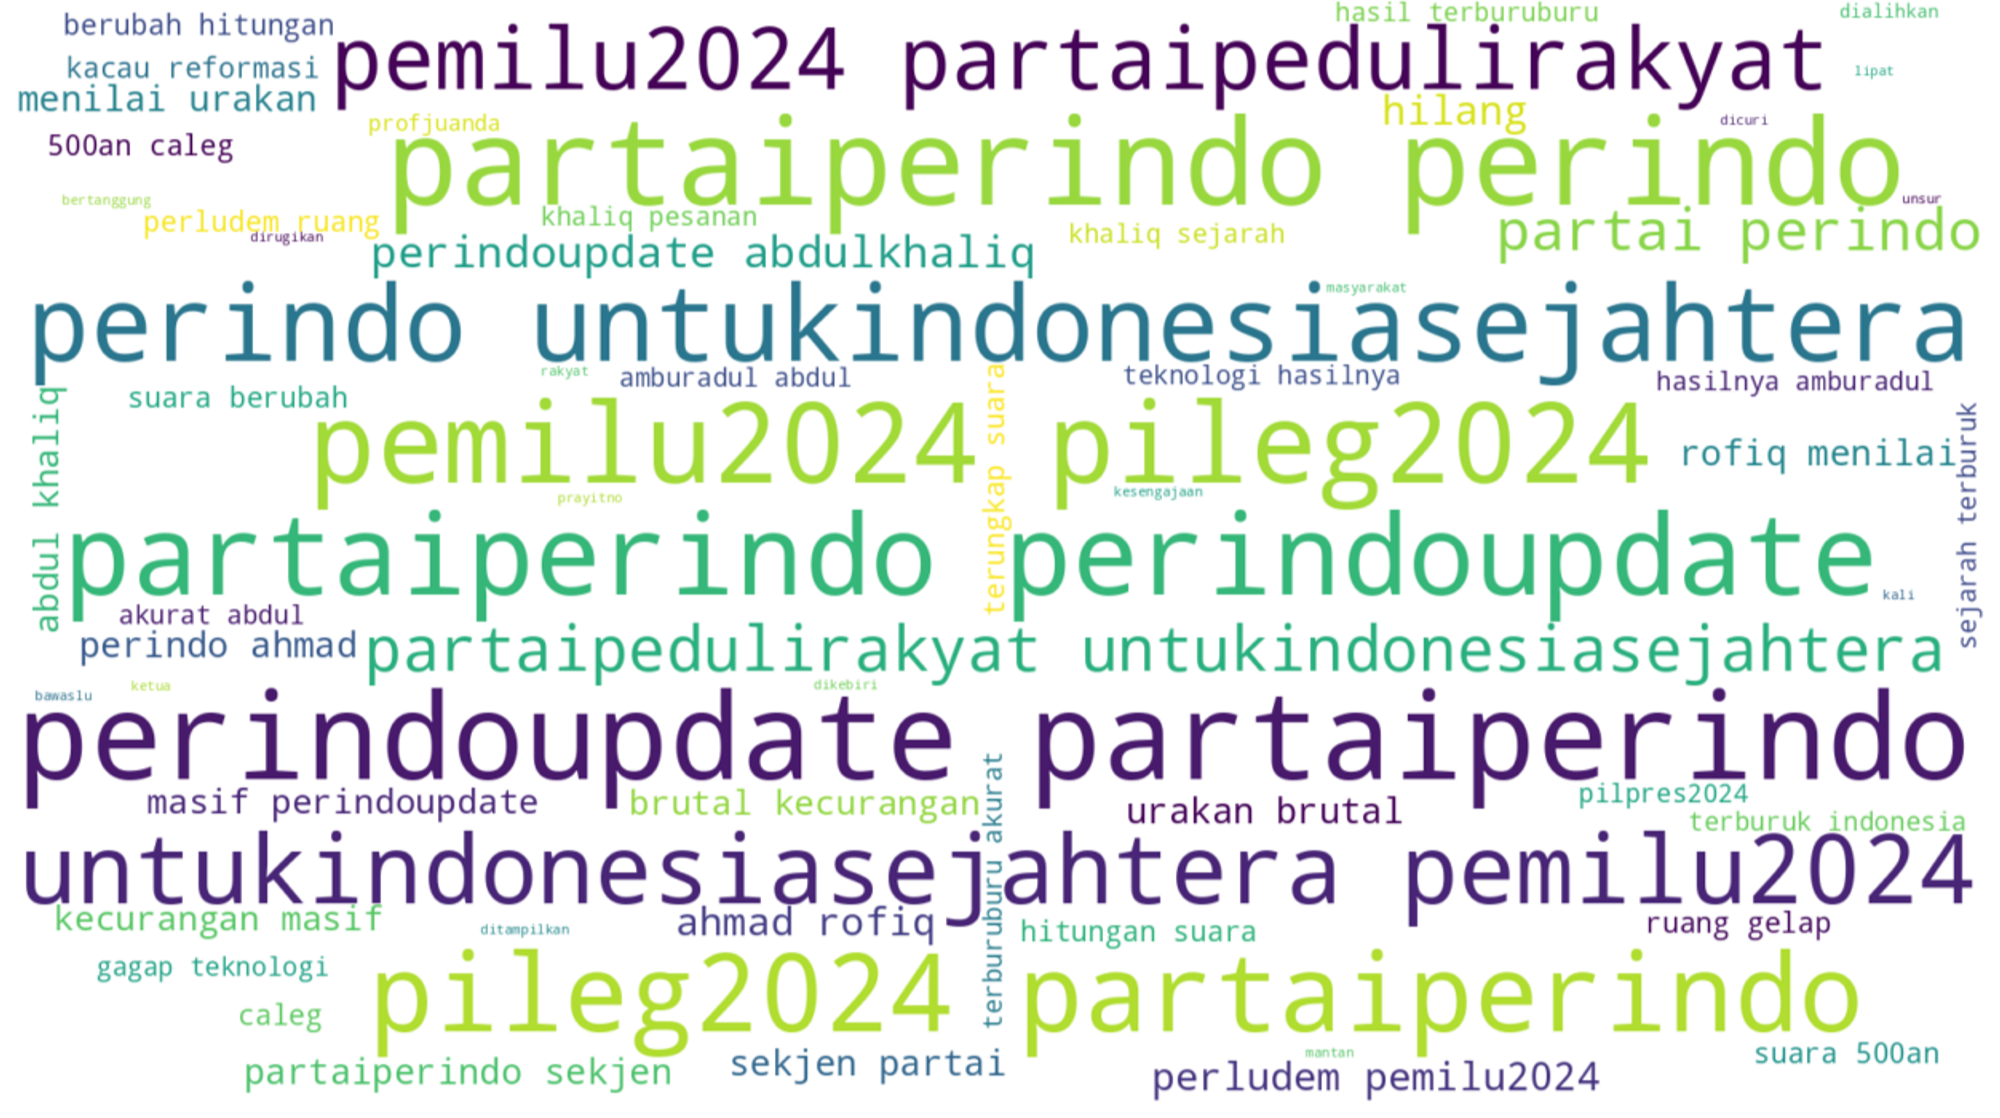 berubah hitungan
hasil terburuburu
dialihkan
kacau reformasi
pemilu2024 partaipedulirakyat
lipat
menilai urakan
hilang
profjuanda
dicuri
500an caleg
partaiperindo perindo
bertanggung
unsur
perludem ruang
khaliq pesanan
khaliq sejarah
partai perindo
dirugikan
perindoupdate abdulkhaliq
masyarakat
perindo untukindonesiasejahtera
rakyat
amburadul abdul
teknologi hasilnya
hasilnya amburadul
suara berubah
abdul khaliq
terungkap suara
sejarah terburuk
pemilu2024 pileg2024
rofiq menilai
prayitno
kesengajaan
partaiperindo perindoupdate
kali
akurat abdul
perindo ahmad
partaipedulirakyat untukindonesiasejahtera
bawaslu
ketua
dikebiri
perindoupdate partaiperindo
masif perindoupdate
brutal kecurangan
terburuburu akurat
urakan brutal
pilpres2024
terburuk indonesia
untukindonesiasejahtera pemilu2024
kecurangan masif
ditampilkan
ahmad rofiq
hitungan suara
ruang gelap
gagap teknologi
pileg2024 partaiperindo
caleg
partaiperindo sekjen
sekjen partai
mantan
perludem pemilu2024
suara 500an